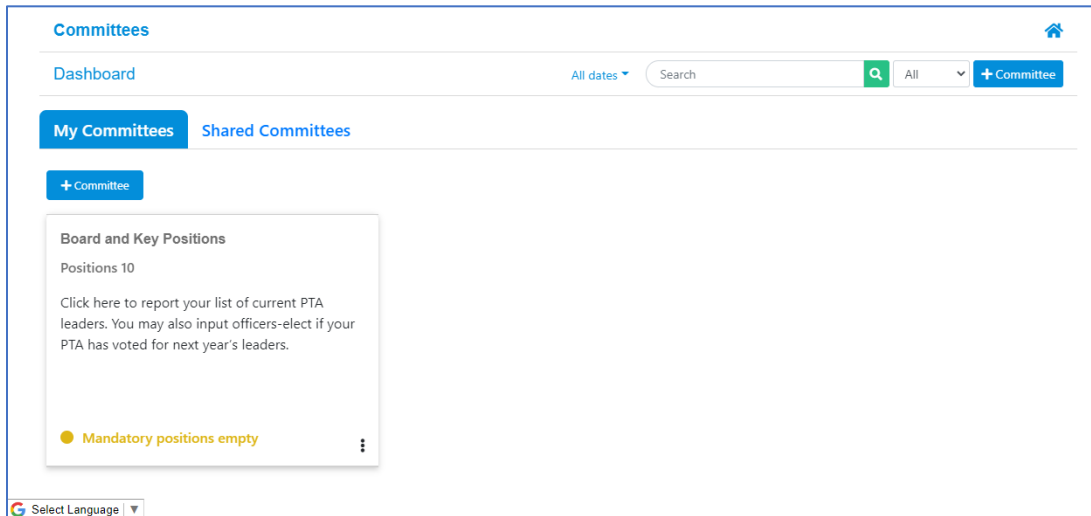 Committees
Dashboard
All dates
Search
All
+ Committee
My Committees
Shared Committees
+ Committee
Board and Key Positions
Positions 10
Click here to report your list of current PTA
leaders. You may also input officers-elect if your
PTA has voted for next year's leaders.
Mandatory positions empty
G Select Language ▼